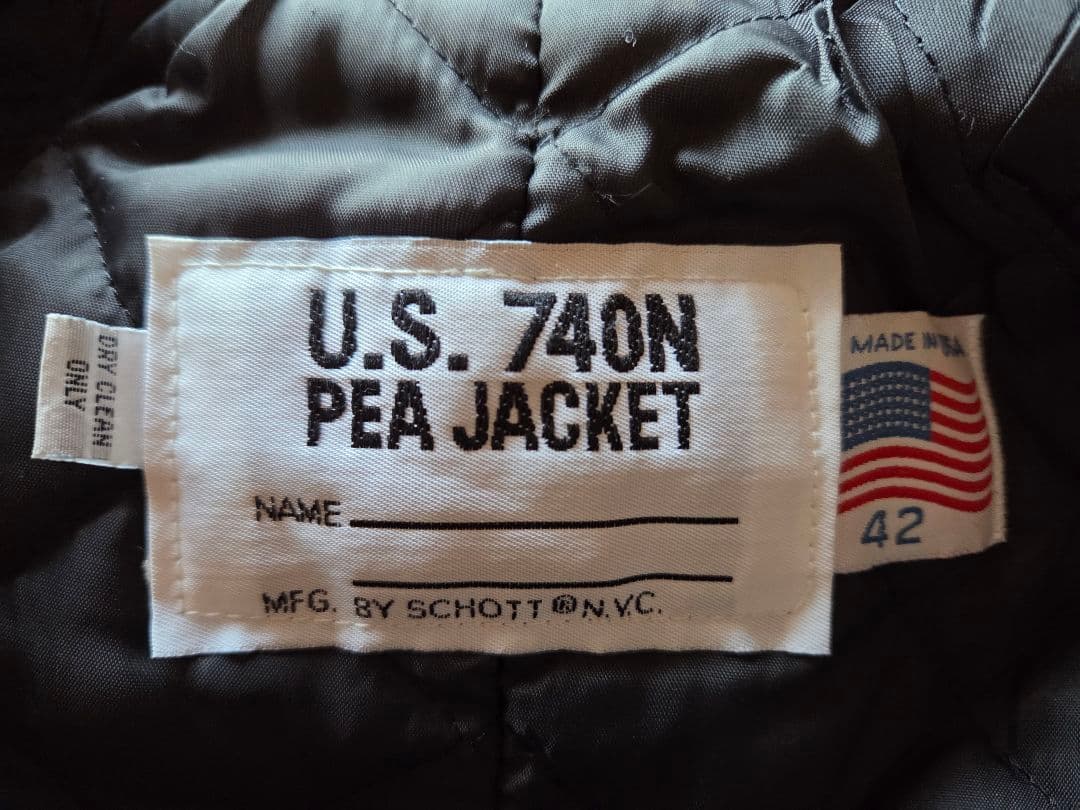 U.S. 740N
PEA JACKET
NAME
MFG. BY SCHOTT ® N.Y.C.
DRY CLEAN
ONLY
MADE IN USA
42